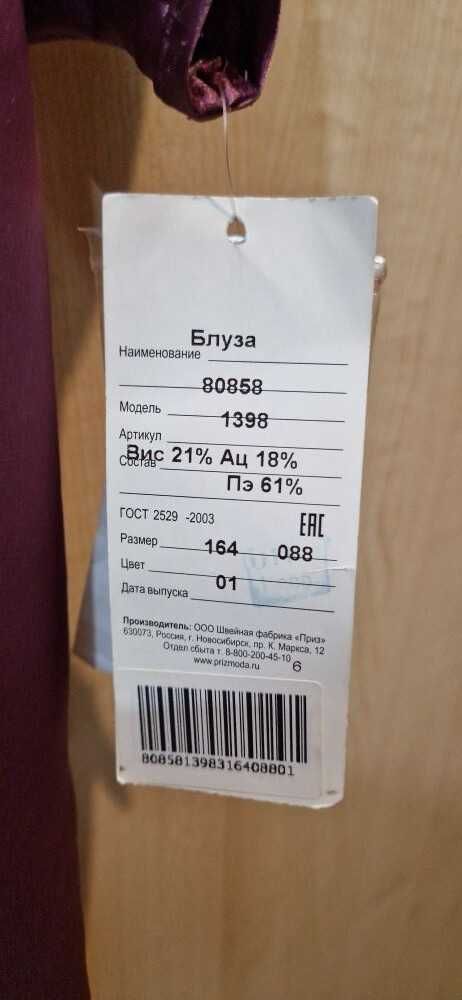 Блуза
Наименование
80858
Модель
1398
Артикул
Вис 21% Ац 18%
Состав
Пэ 61%
ГОСТ 2529 -2003 EAC
Размер 164 088
Цвет 01
Дата выпуска
Производитель: ООО Швейная фабрика «Приз»
630073, Россия, г. Новосибирск, пр. К. Маркса, 12
Отдел сбыта т. 8-800-200-45-10
www.prizmoda.ru 6
808581398316408801